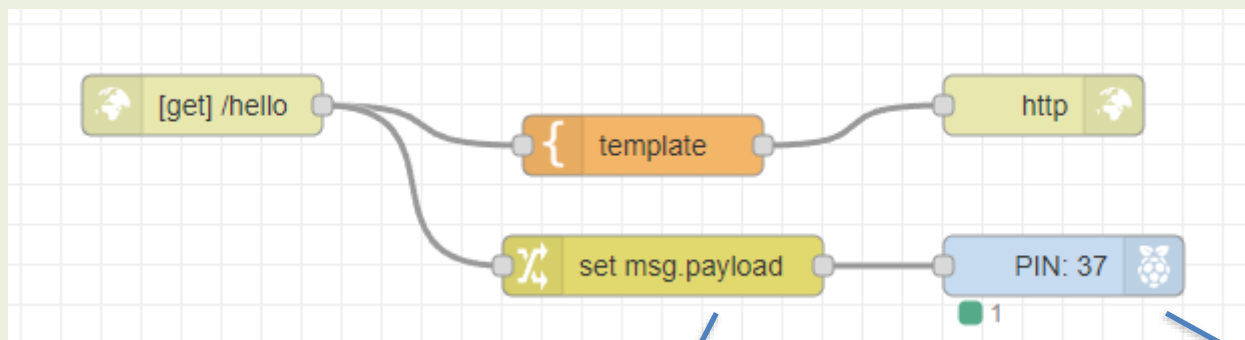 [get] /hello
http
template
set msg.payload
PIN: 37
1